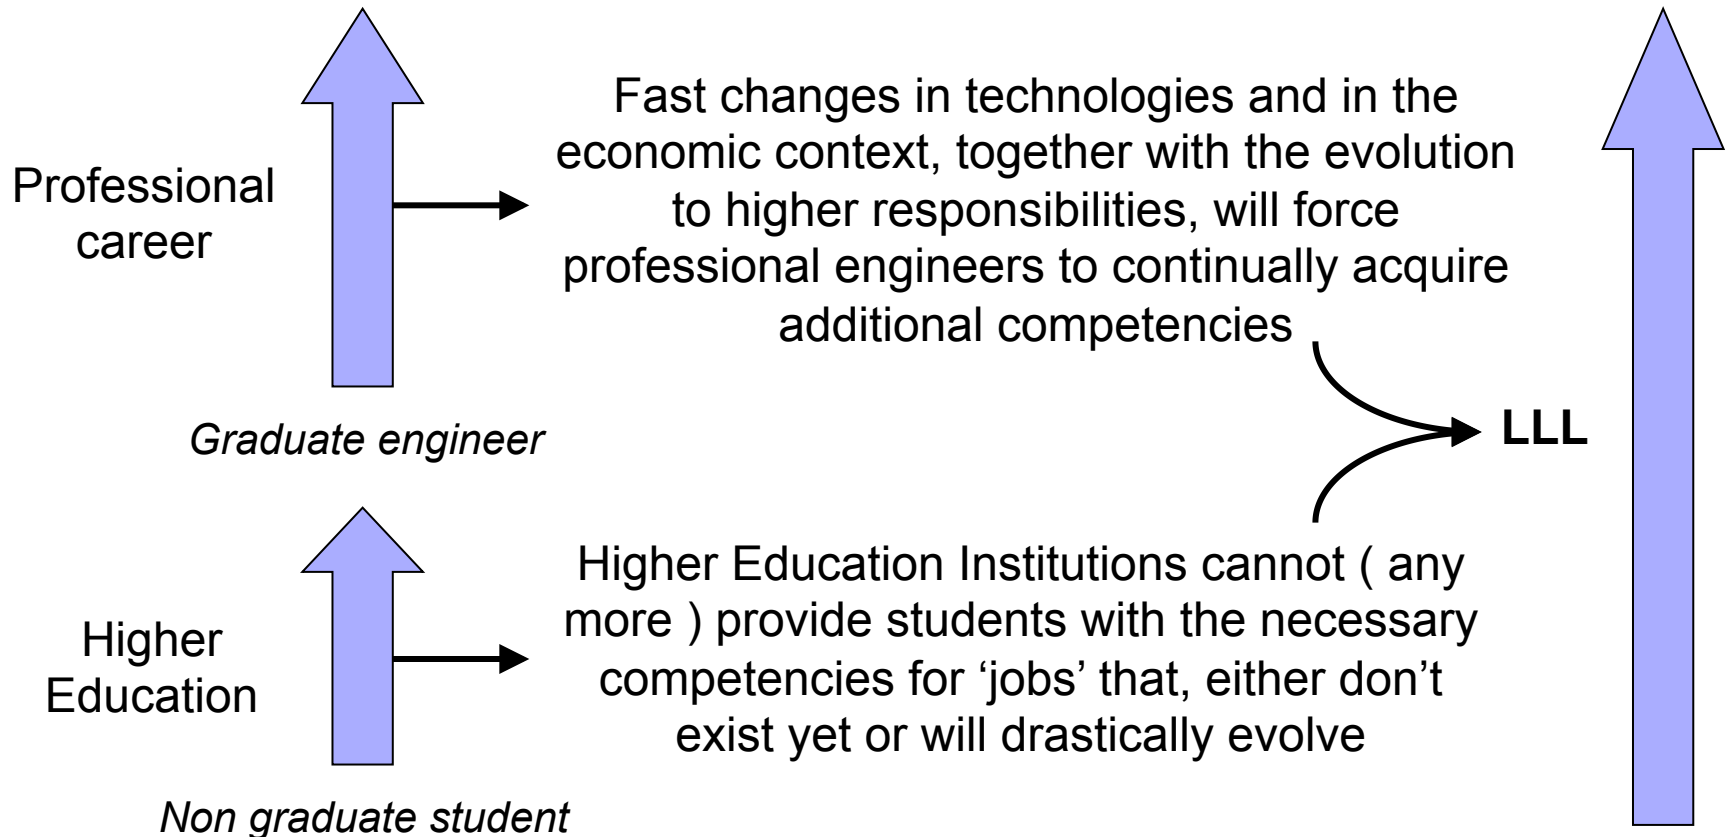 Professional
career
Fast changes in technologies and in the
economic context, together with the evolution
to higher responsibilities, will force
professional engineers to continually acquire
additional competencies
Graduate engineer
LLL
Higher
Education
Higher Education Institutions cannot ( any
more ) provide students with the necessary
competencies for ‘jobs’ that, either don’t
exist yet or will drastically evolve
Non graduate student